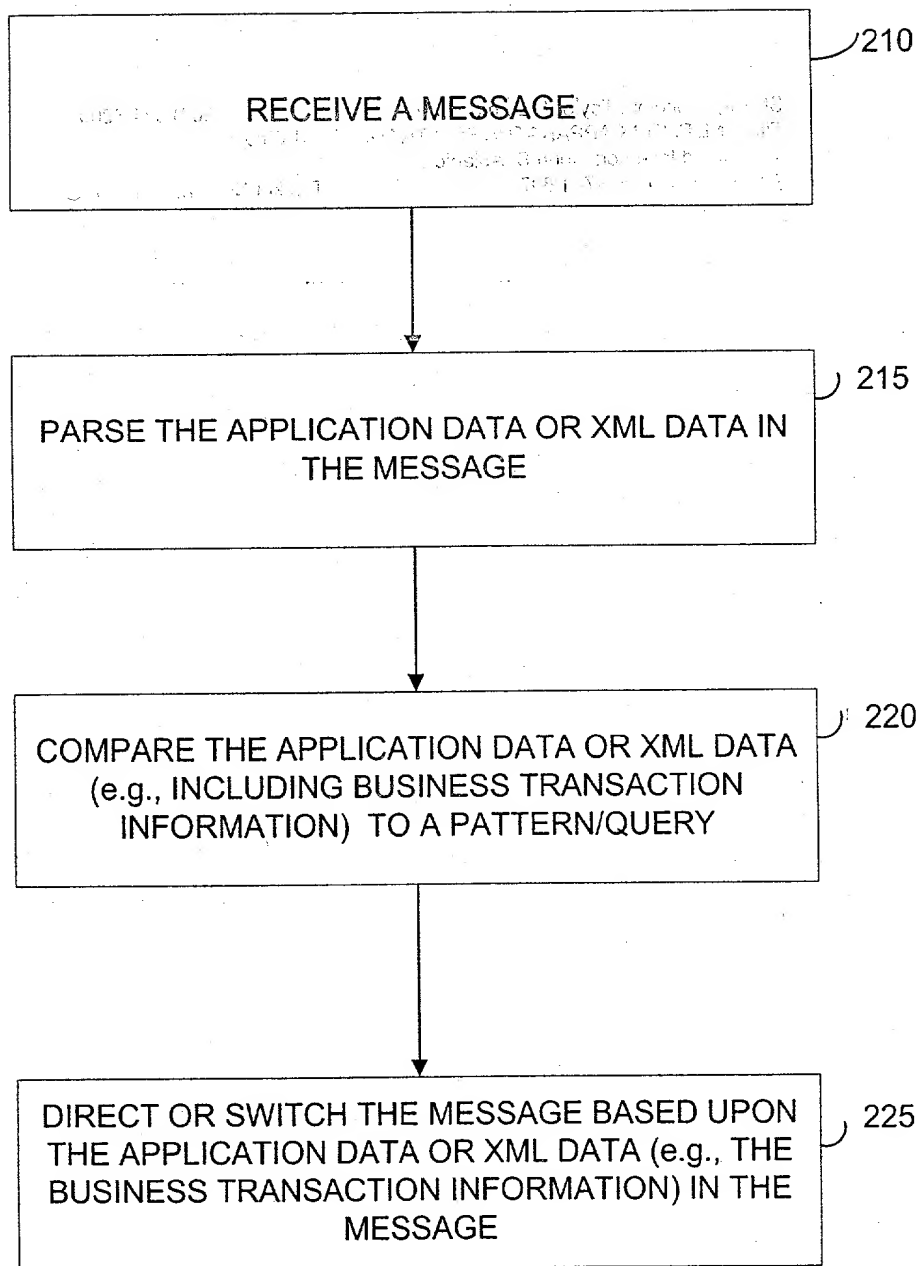 210
RECEIVE A MESSAGE
215
PARSE THE APPLICATION DATA OR XML DATA IN
THE MESSAGE
220
COMPARE THE APPLICATION DATA OR XML DATA
(e.g., INCLUDING BUSINESS TRANSACTION
INFORMATION) TO A PATTERN/QUERY
225
DIRECT OR SWITCH THE MESSAGE BASED UPON
THE APPLICATION DATA OR XML DATA (e.g., THE
BUSINESS TRANSACTION INFORMATION) IN THE
MESSAGE